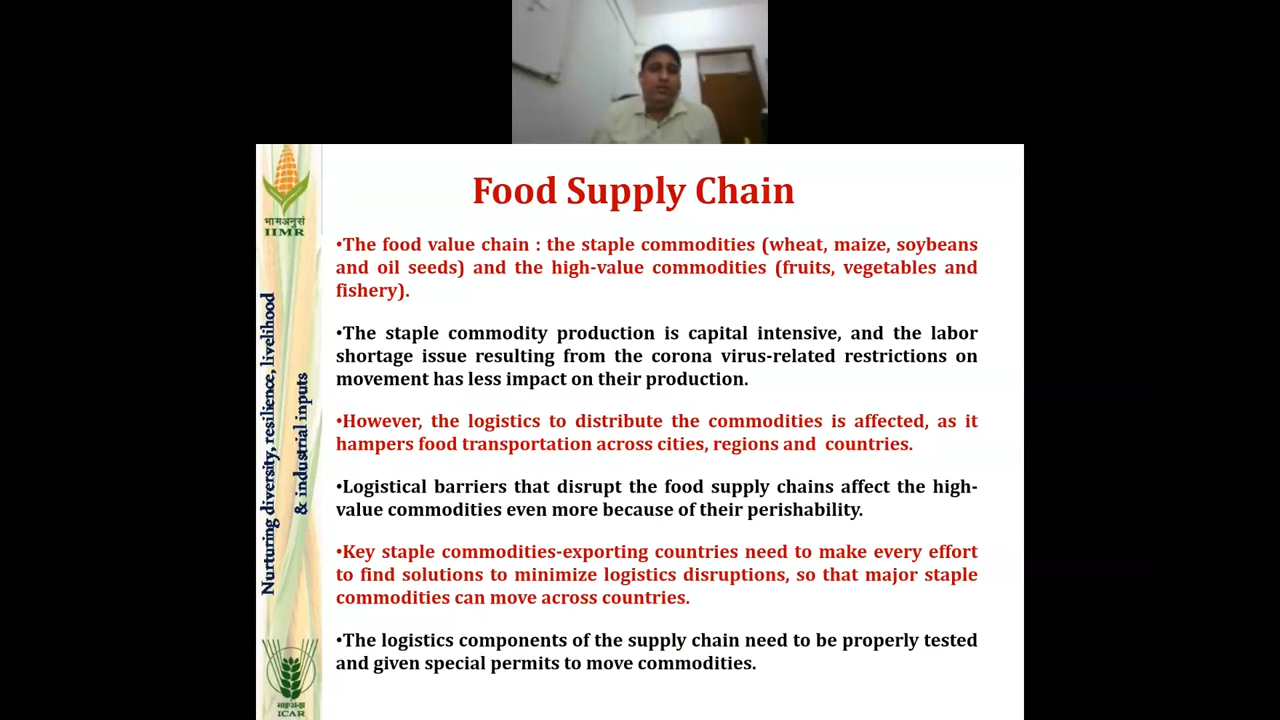 Food Supply Chain
भामअनुसं
IIMR
•The food value chain : the staple commodities (wheat, maize, soybeans
and oil seeds) and the high-value commodities (fruits, vegetables and
fishery).
•The staple commodity production is capital intensive, and the labor
shortage issue resulting from the corona virus-related restrictions on
movement has less impact on their production.
•However, the logistics to distribute the commodities is affected, as it
hampers food transportation across cities, regions and countries.
•Logistical barriers that disrupt the food supply chains affect the high-
value commodities even more because of their perishability.
•Key staple commodities-exporting countries need to make every effort
to find solutions to minimize logistics disruptions, so that major staple
commodities can move across countries.
•The logistics components of the supply chain need to be properly tested
and given special permits to move commodities.
Nurturing diversity, resilience, livelihood
& industrial inputs
ICAR